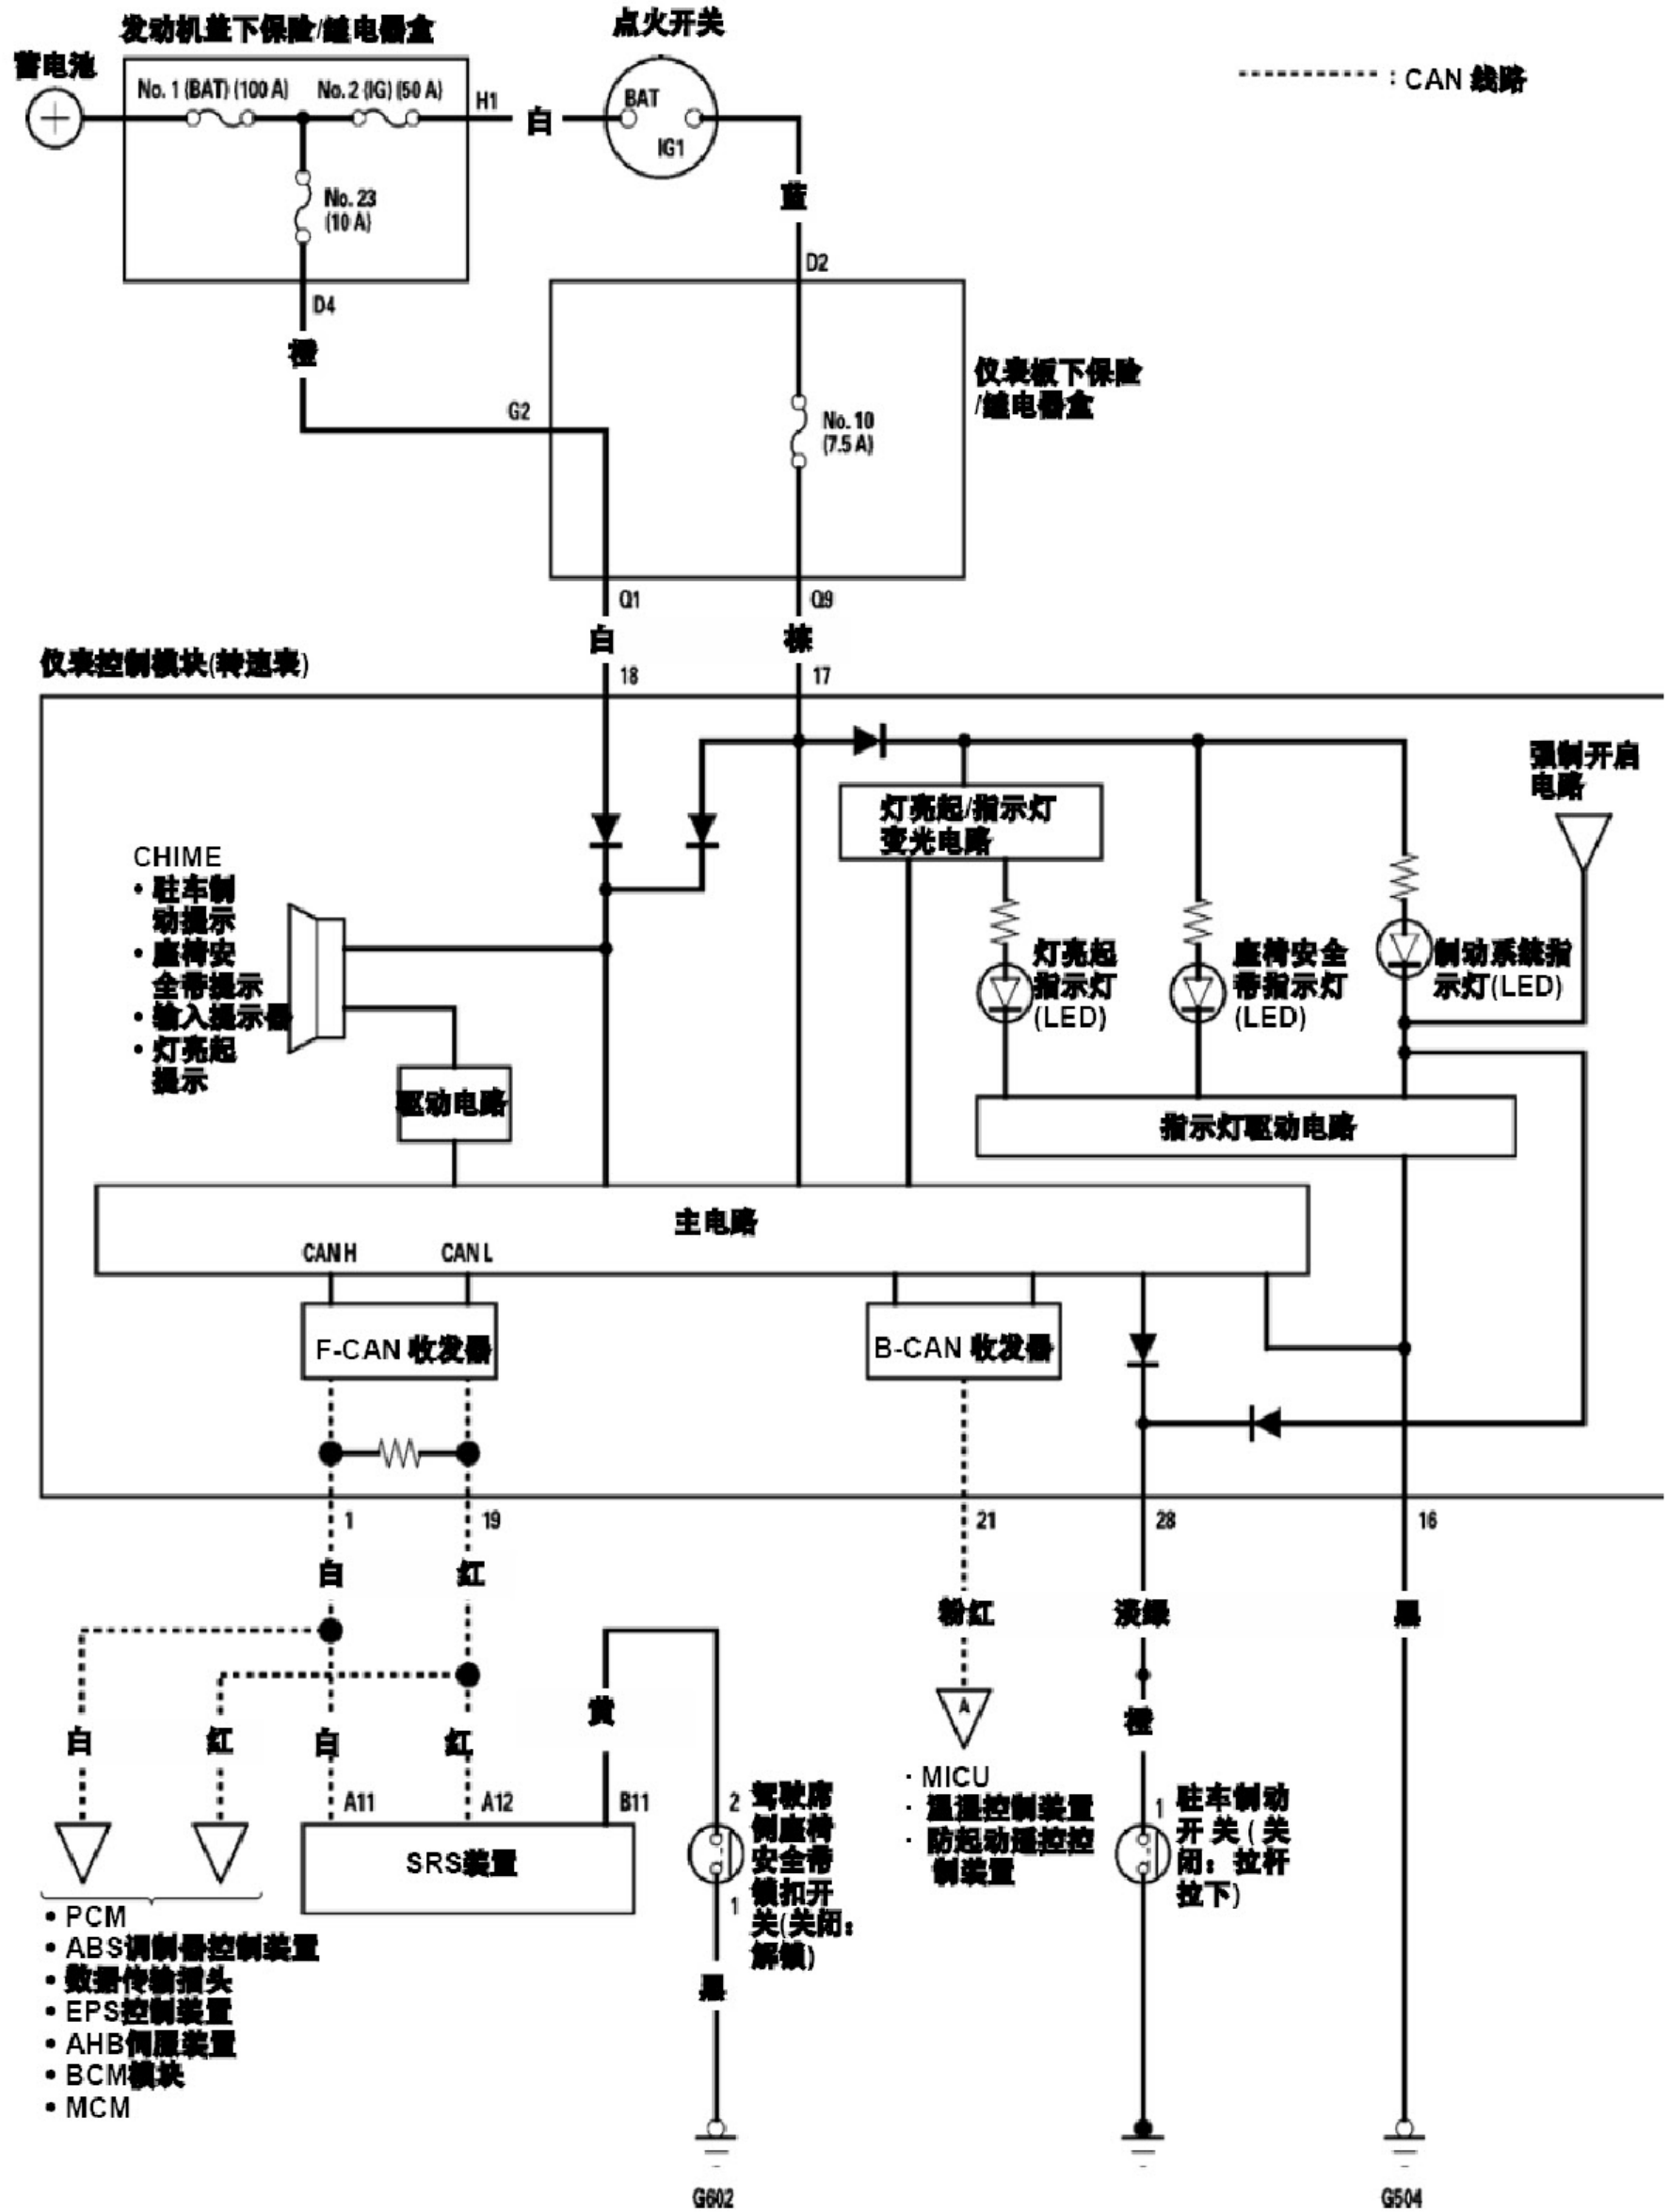 发动机盖下保险/继电器盒
点火开关
蓄电池
: CAN 线路
No. 1 (BAT) (100 A)
No. 2 (IG) (50 A)
H1
白
BAT
IG1
No. 23
(10 A)
蓝
D2
D4
橙
仪表板下保险
/继电器盒
G2
No. 10
(7.5 A)
Q1
Q9
白
棕
仪表控制模块(转速表)
18
17
强制开启
电路
灯亮起/指示灯
变光电路
CHIME
• 驻车制
动提示
• 座椅安
全带提示
• 输入提示器
• 灯亮起
提示
灯亮起
指示灯
(LED)
座椅安全
带指示灯
(LED)
制动系统指
示灯(LED)
驱动电路
指示灯驱动电路
主电路
CAN H
CAN L
F-CAN 收发器
B-CAN 收发器
1
19
21
28
16
白
红
粉红
淡绿
黑
黄
A
橙
白
红
白
红
A11
A12
B11
2
驾驶席
侧座椅
安全带
锁扣开
关(关闭:
解锁)
1
· MICU
· 温湿控制装置
· 防起动遥控控
制装置
1
驻车制动
开 关 ( 关
闭: 拉杆
拉下)
SRS装置
• PCM
• ABS调制器控制装置
• 数据传输插头
• EPS控制装置
• AHB伺服装置
• BCM模块
• MCM
黑
G602
G504